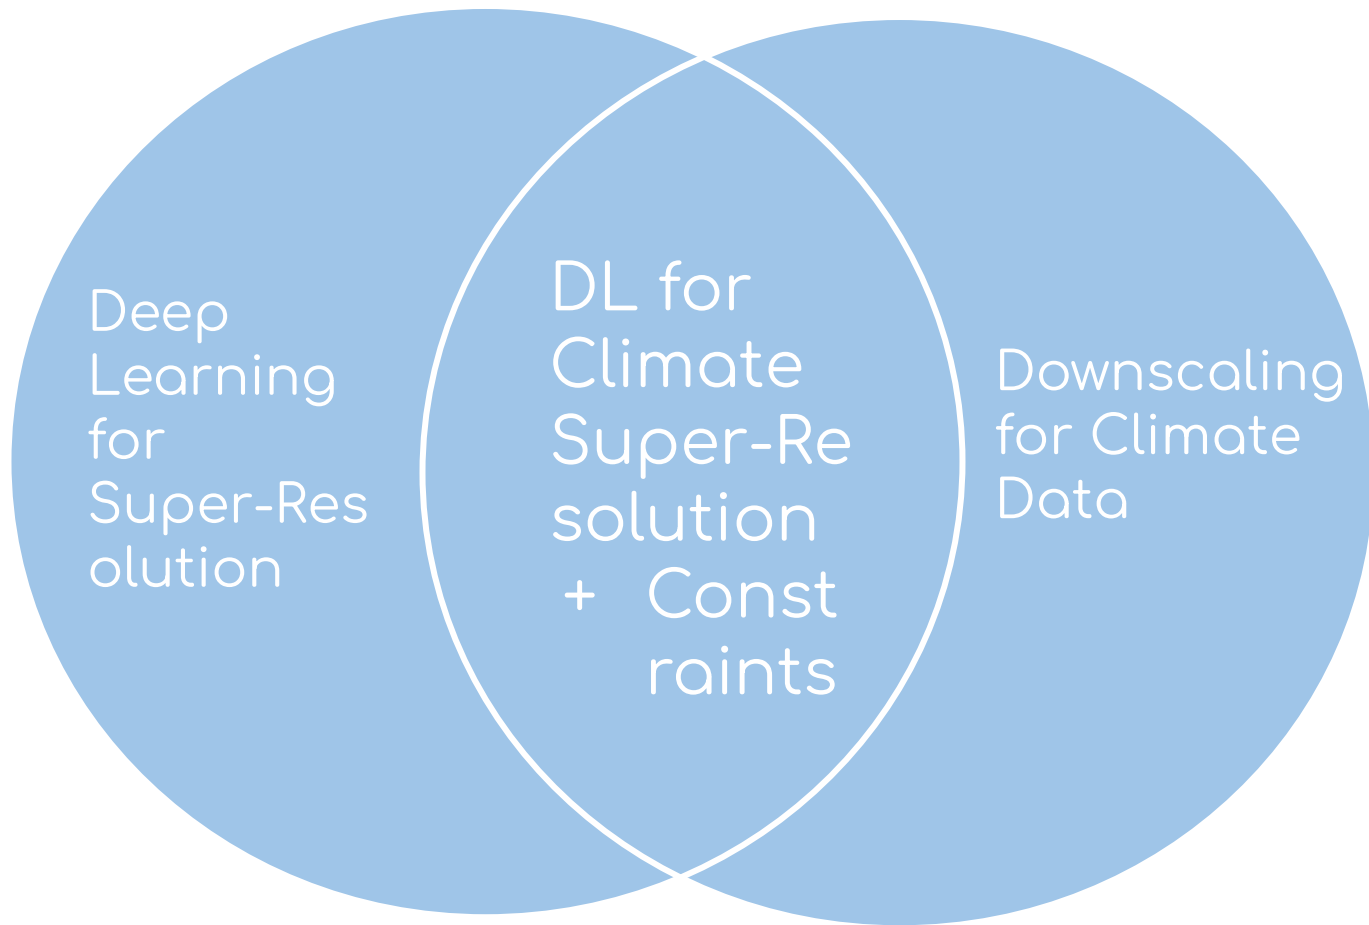 Deep
Learning
for
Super-Res
olution
DL for
Climate
Super-Re
solution
+ Const
raints
Downscaling
for Climate
Data